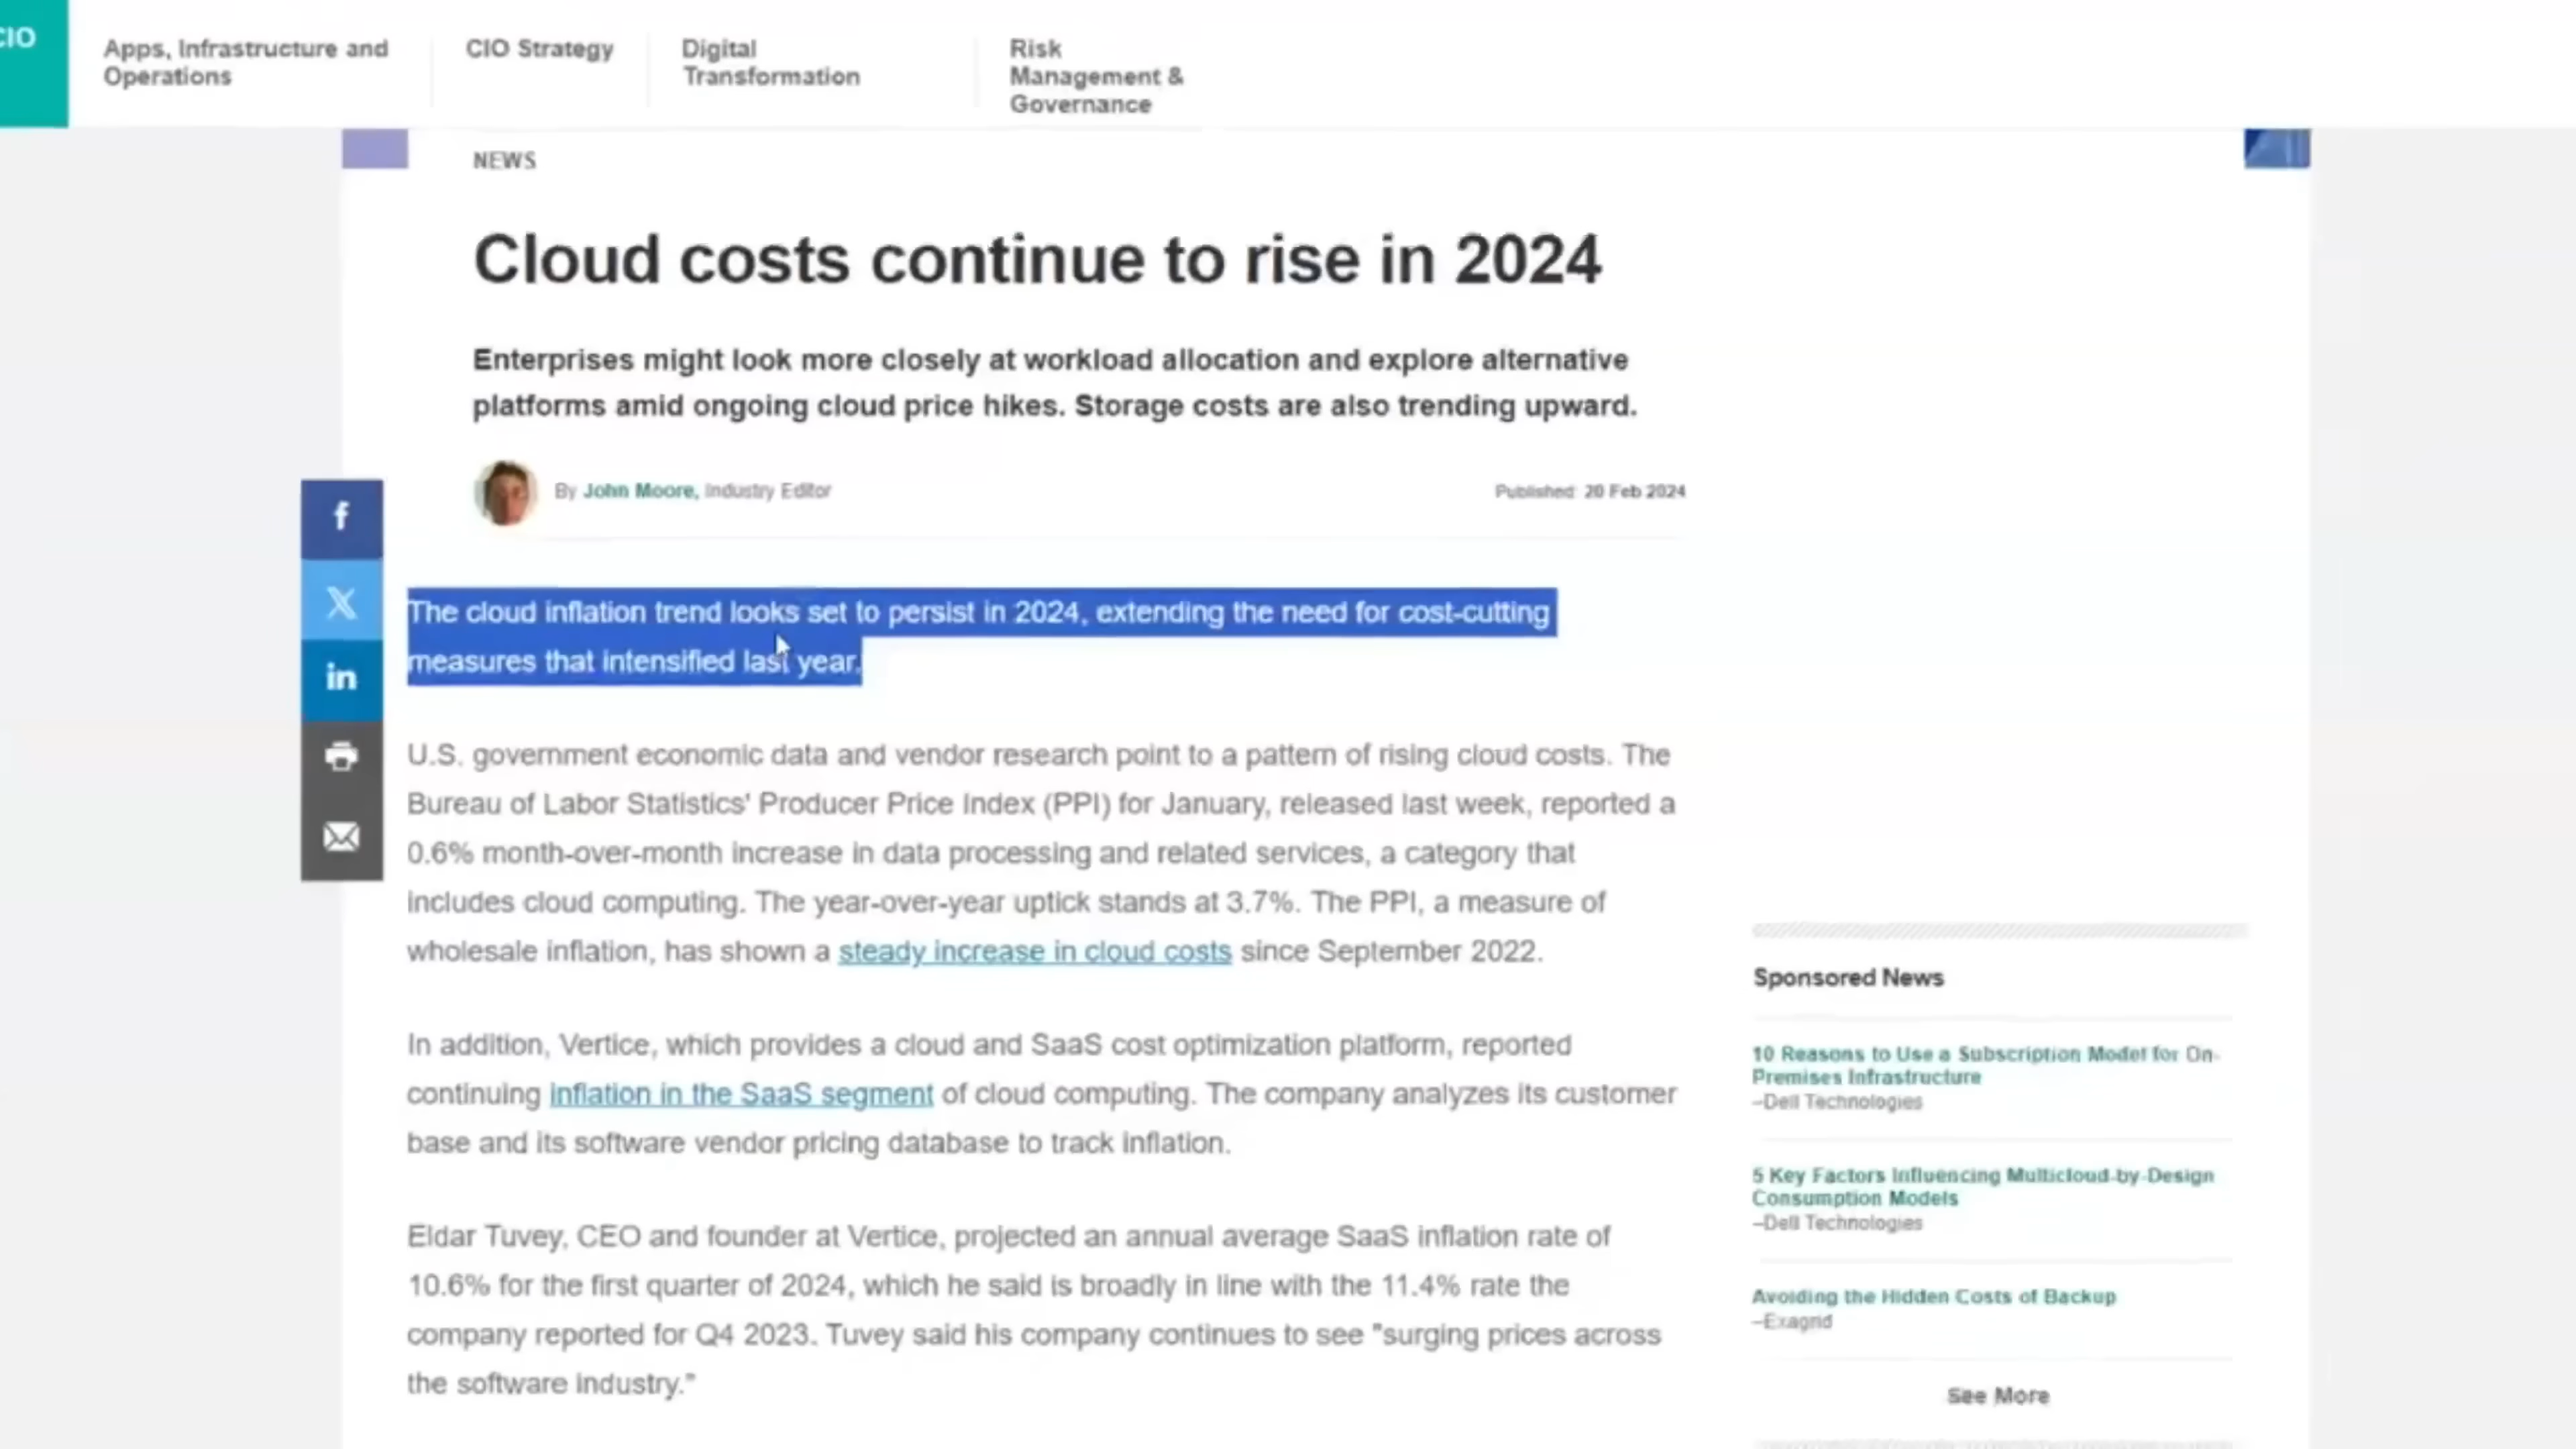 CIO
Apps, Infrastructure and
Operations
CIO Strategy
Digital
Transformation
Risk
Management &
Governance
NEWS
Cloud costs continue to rise in 2024
Enterprises might look more closely at workload allocation and explore alternative
platforms amid ongoing cloud price hikes. Storage costs are also trending upward.
By John Moore, Industry Editor
Published: 20 Feb 2024
f
X
in
The cloud inflation trend looks set to persist in 2024, extending the need for cost-cutting
measures that intensified last year.
U.S. government economic data and vendor research point to a pattern of rising cloud costs. The
Bureau of Labor Statistics' Producer Price Index (PPI) for January, released last week, reported a
0.6% month-over-month increase in data processing and related services, a category that
includes cloud computing. The year-over-year uptick stands at 3.7%. The PPI, a measure of
wholesale inflation, has shown a steady increase in cloud costs since September 2022.
In addition, Vertice, which provides a cloud and SaaS cost optimization platform, reported
continuing inflation in the SaaS segment of cloud computing. The company analyzes its customer
base and its software vendor pricing database to track inflation.
Eldar Tuvey, CEO and founder at Vertice, projected an annual average SaaS inflation rate of
10.6% for the first quarter of 2024, which he said is broadly in line with the 11.4% rate the
company reported for Q4 2023. Tuvey said his company continues to see "surging prices across
the software industry."
Sponsored News
10 Reasons to Use a Subscription Model for On-
Premises Infrastructure
–Dell Technologies
5 Key Factors Influencing Multicloud-by-Design
Consumption Models
–Dell Technologies
Avoiding the Hidden Costs of Backup
–Exagrid
See More